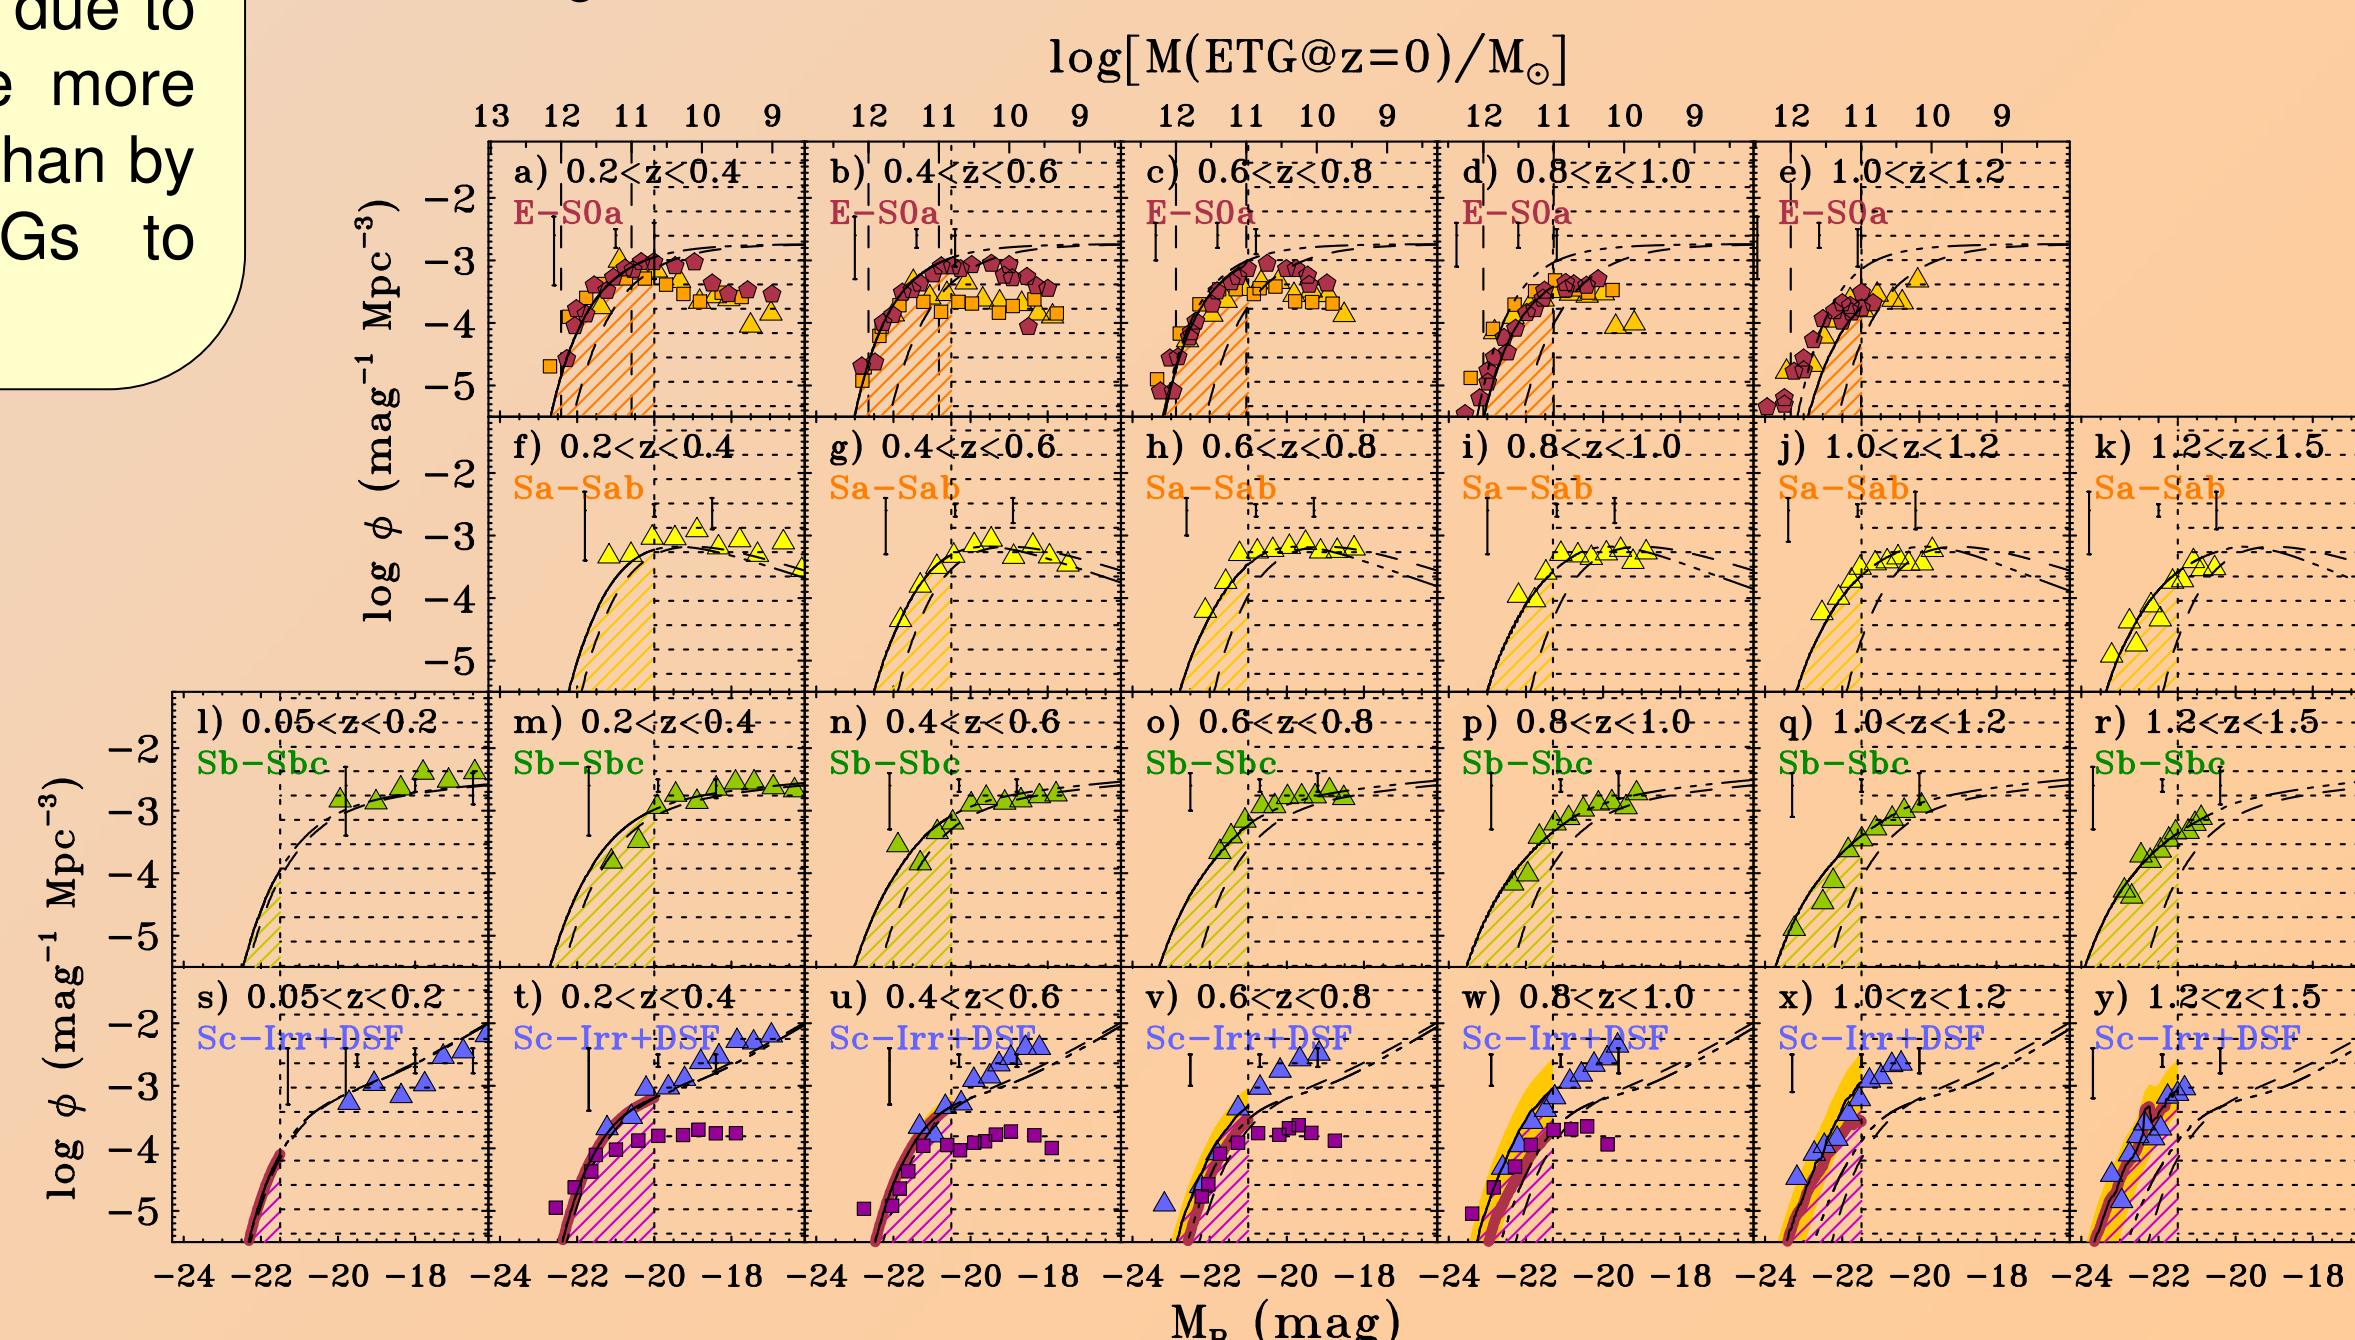 due to
more
han by
Gs to
log[M(ETG@z=0)/M⊙]
13 12 11 10 9 12 11 10 9 12 11 10 9 12 11 10 9 12 11 10 9
a) 0.2<z<0.4 b) 0.4<z<0.6 c) 0.6<z<0.8 d) 0.8<z<1.0 e) 1.0<z<1.2
E−S0a E−S0a E−S0a E−S0a E−S0a
−2
−3
−4
−5
log ϕ (mag⁻¹ Mpc⁻³)
f) 0.2<z<0.4 g) 0.4<z<0.6 h) 0.6<z<0.8 i) 0.8<z<1.0 j) 1.0<z<1.2 k) 1.2<z<1.5
Sa−Sab Sa−Sab Sa−Sab Sa−Sab Sa−Sab Sa−Sab
−2
−3
−4
−5
l) 0.05<z<0.2 m) 0.2<z<0.4 n) 0.4<z<0.6 o) 0.6<z<0.8 p) 0.8<z<1.0 q) 1.0<z<1.2 r) 1.2<z<1.5
Sb−Sbc Sb−Sbc Sb−Sbc Sb−Sbc Sb−Sbc Sb−Sbc Sb−Sbc
−2
−3
−4
−5
log ϕ (mag⁻¹ Mpc⁻³)
s) 0.05<z<0.2 t) 0.2<z<0.4 u) 0.4<z<0.6 v) 0.6<z<0.8 w) 0.8<z<1.0 x) 1.0<z<1.2 y) 1.2<z<1.5
Sc−Irr+DSF Sc−Irr+DSF Sc−Irr+DSF Sc−Irr+DSF Sc−Irr+DSF Sc−Irr+DSF Sc−Irr+DSF
−2
−3
−4
−5
−24 −22 −20 −18 −24 −22 −20 −18 −24 −22 −20 −18 −24 −22 −20 −18 −24 −22 −20 −18 −24 −22 −20 −18 −24 −22 −20 −18
M_B (mag)